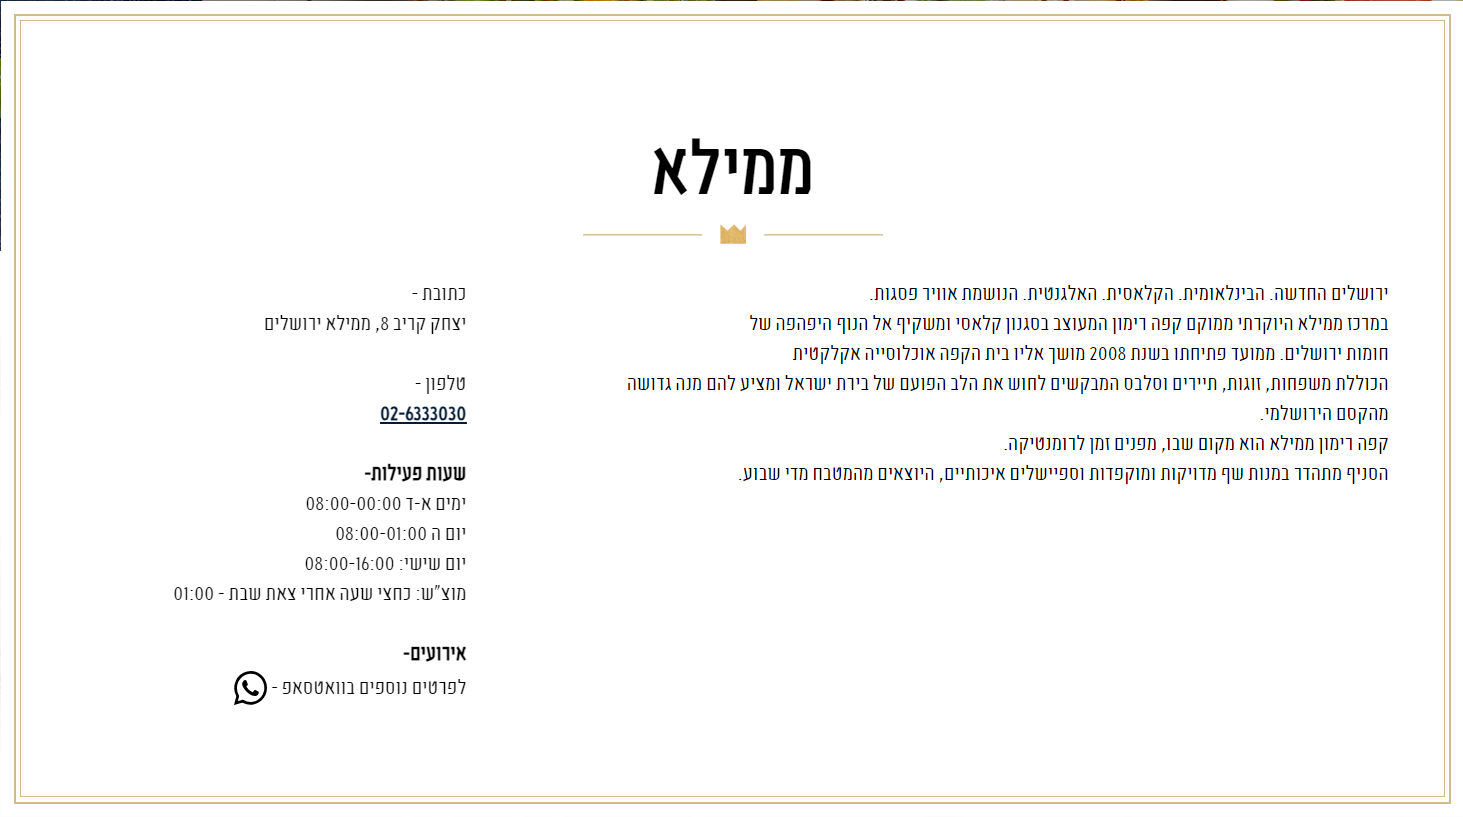 ממילא
ירושלים החדשה. הבינלאומית. הקלאסית. האלגנטית. הנושמת אוויר פסגות.
במרכז ממילא היוקרתי ממוקם קפה רימון המעוצב בסגנון קלאסי ומשקיף אל הנוף היפהפה של
חומות ירושלים. ממועד פתיחתו בשנת 2008 מושך אליו בית הקפה אוכלוסייה אקלקטית
הכוללת משפחות, זוגות, תיירים וסלבס המבקשים לחוש את הלב הפועם של בירת ישראל ומציע להם מנה גדושה
מהקסם הירושלמי.
קפה רימון ממילא הוא מקום שבו, מפנים זמן לרומנטיקה.
הסניף מתהדר במנות שף מדויקות ומוקפדות וספיישלים איכותיים, היוצאים מהמטבח מדי שבוע.
כתובת -
יצחק קריב 8, ממילא ירושלים
טלפון -
02-6333030
שעות פעילות-
ימים א-ד 08:00-00:00
יום ה 08:00-01:00
יום שישי: 08:00-16:00
מוצ"ש: כחצי שעה אחרי צאת שבת - 01:00
אירועים-
לפרטים נוספים בוואטסאפ -